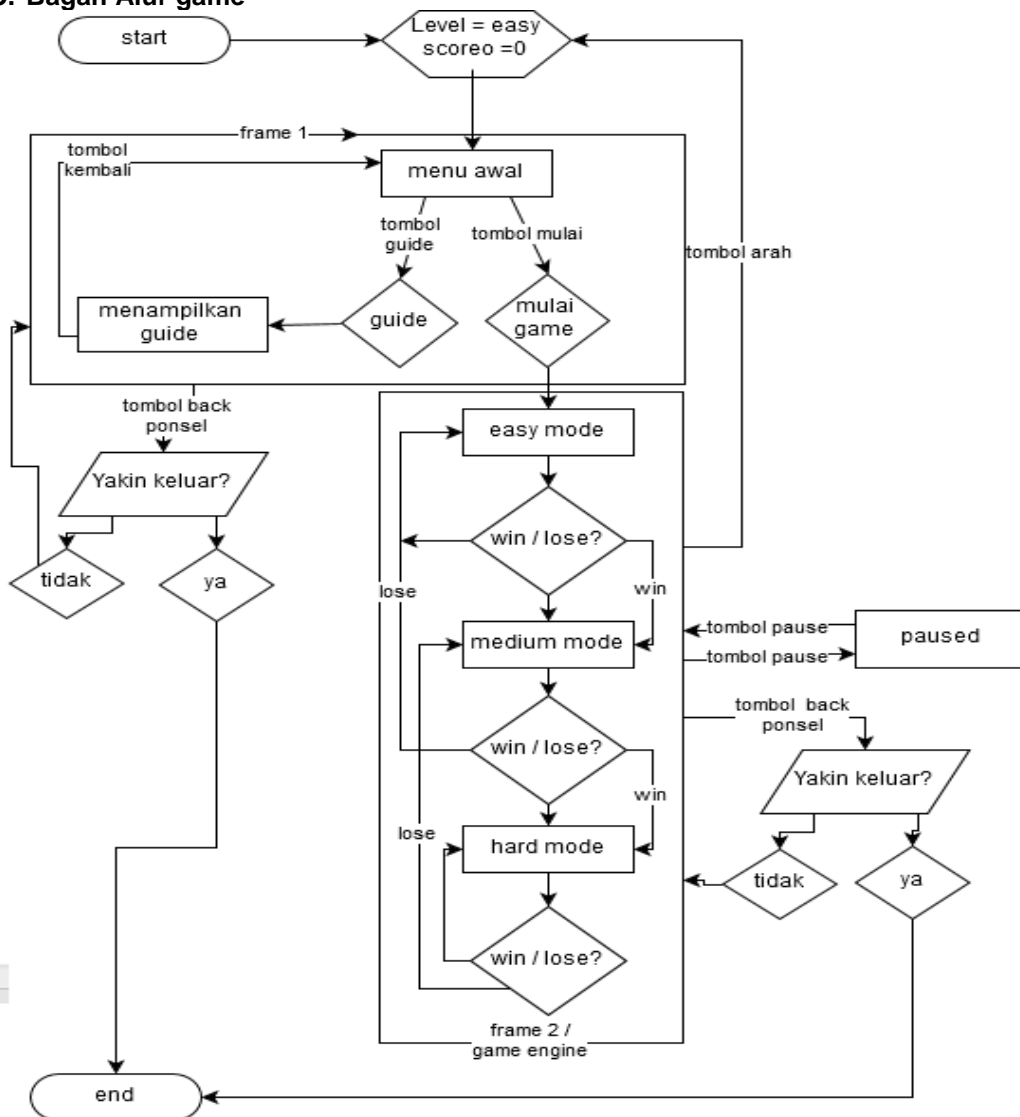 Bagan Alur game
start
Level = easy
scoreo =0
frame 1
tombol
kembali
menu awal
tombol
guide
tombol mulai
tombol arah
menampilkan
guide
guide
mulai
game
tombol back
ponsel
easy mode
Yakin keluar?
win / lose?
tidak
ya
lose
win
medium mode
tombol pause
paused
tombol pause
tombol back
ponsel
win / lose?
Yakin keluar?
win
lose
hard mode
tidak
ya
win / lose?
frame 2 /
game engine
end